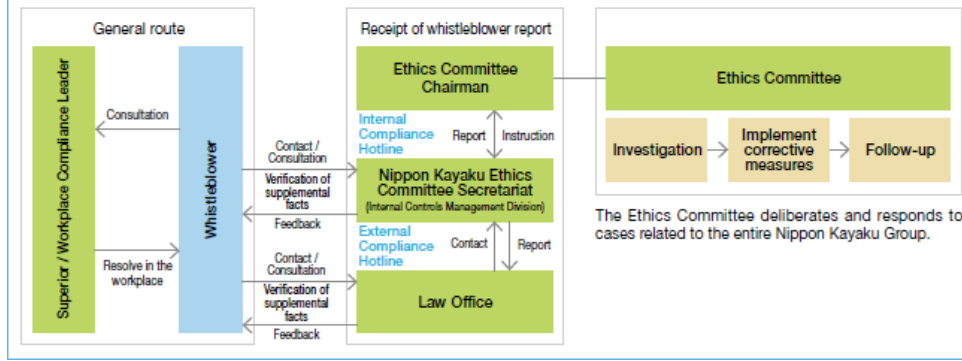 General route
Superior / Workplace Compliance Leader
Consultation
Resolve in the
workplace
Whistleblower
Contact /
Consultation
Verification of
supplemental
facts
Feedback
Contact /
Consultation
Verification of
supplemental
facts
Feedback
Receipt of whistleblower report
Ethics Committee
Chairman
Internal
Compliance
Hotline
Report
Instruction
Nippon Kayaku Ethics
Committee Secretariat
(Internal Controls Management Division)
External
Compliance
Hotline
Contact
Report
Law Office
Ethics Committee
Investigation
Implement
corrective
measures
Follow-up
The Ethics Committee deliberates and responds to
cases related to the entire Nippon Kayaku Group.